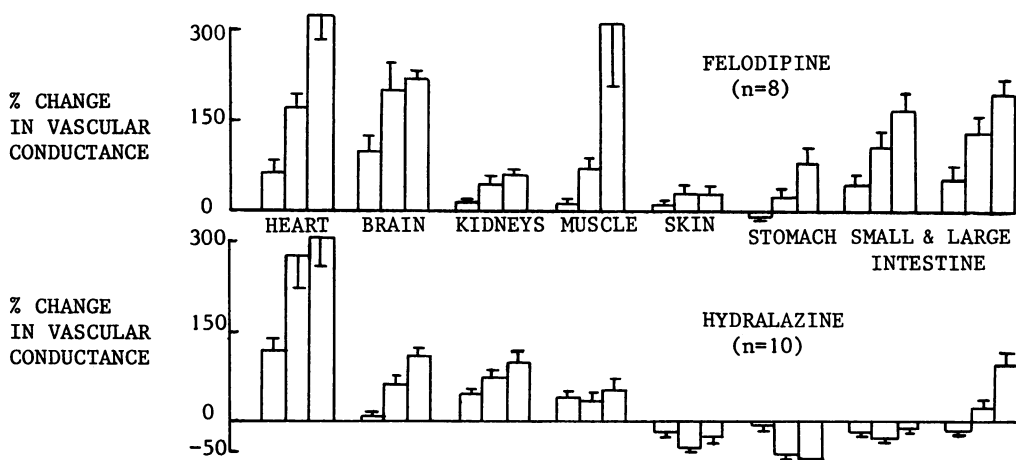 300
FELODIPINE
(n=8)
% CHANGE
IN VASCULAR
CONDUCTANCE
150
0
HEART BRAIN KIDNEYS MUSCLE SKIN STOMACH SMALL & LARGE
INTESTINE
300
% CHANGE
IN VASCULAR
CONDUCTANCE
150
HYDRALAZINE
(n=10)
0
-50